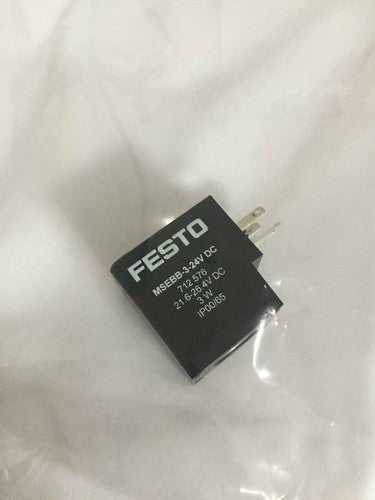 FESTO
MSEBB-3-24V DC
712 576
21.6-26.4V DC
3 W
IP00/65